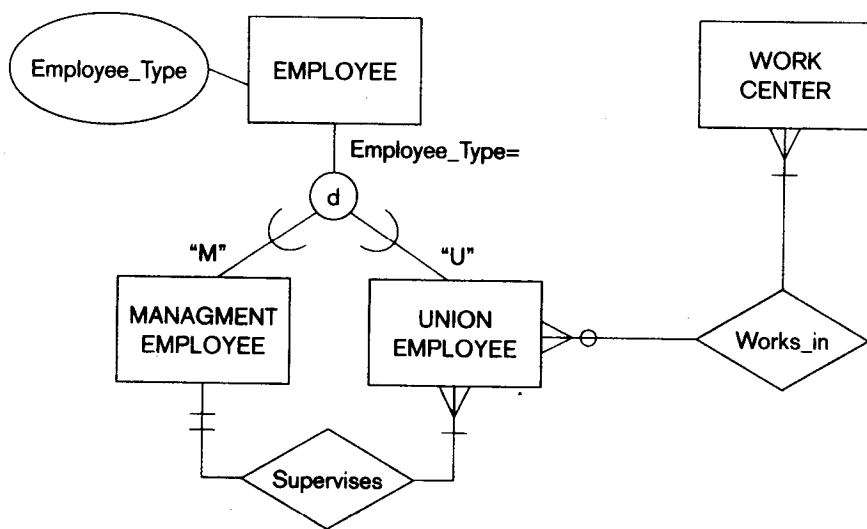 Employee_Type
EMPLOYEE
WORK
CENTER
Employee_Type=
d
"M"
"U"
MANAGMENT
EMPLOYEE
UNION
EMPLOYEE
Works_in
Supervises